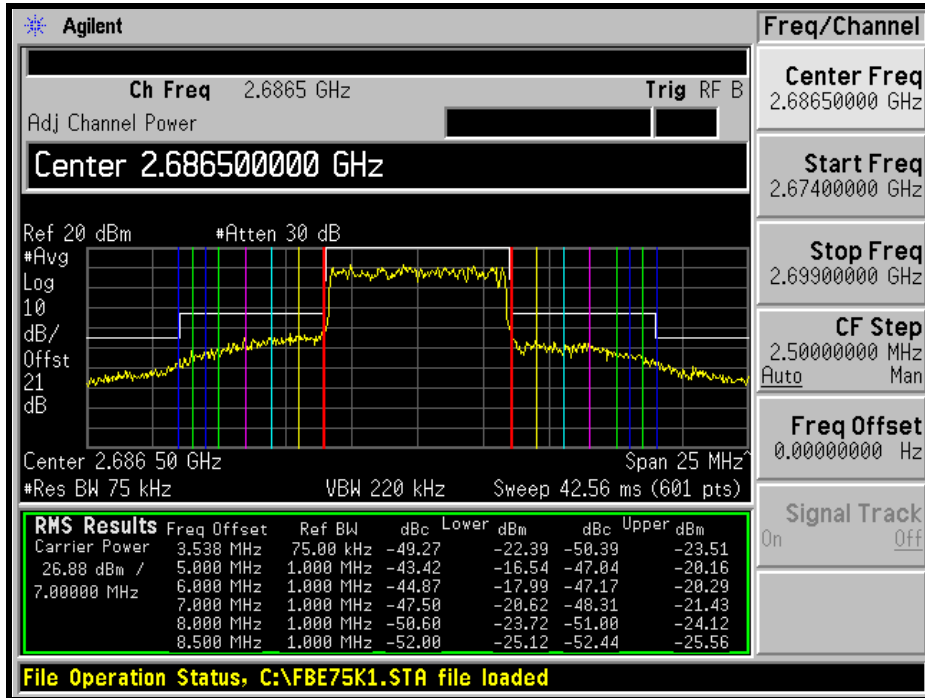 Agilent
Freq/Channel
Ch Freq 2.6865 GHz Trig RF B
Adj Channel Power
Center 2.686500000 GHz
Center Freq
2.68650000 GHz
Start Freq
2.67400000 GHz
Stop Freq
2.69900000 GHz
CF Step
2.50000000 MHz
Auto Man
Freq Offset
0.00000000 Hz
Signal Track
On Off
Ref 20 dBm #Atten 30 dB
#Avg
Log
10
dB/
Offst
21
dB
Center 2.686 50 GHz Span 25 MHz^
#Res BW 75 kHz VBW 220 kHz Sweep 42.56 ms (601 pts)
RMS Results Freq Offset Ref BW dBc Lower dBm dBc Upper dBm
Carrier Power 3.538 MHz 75.00 kHz -49.27 -22.39 -50.39 -23.51
26.88 dBm / 5.000 MHz 1.000 MHz -43.42 -16.54 -47.04 -20.16
7.00000 MHz 6.000 MHz 1.000 MHz -44.87 -17.99 -47.17 -20.29
7.000 MHz 1.000 MHz -47.50 -20.62 -48.31 -21.43
8.000 MHz 1.000 MHz -50.60 -23.72 -51.00 -24.12
8.500 MHz 1.000 MHz -52.00 -25.12 -52.44 -25.56
File Operation Status, C:\FBE75K1.STA file loaded